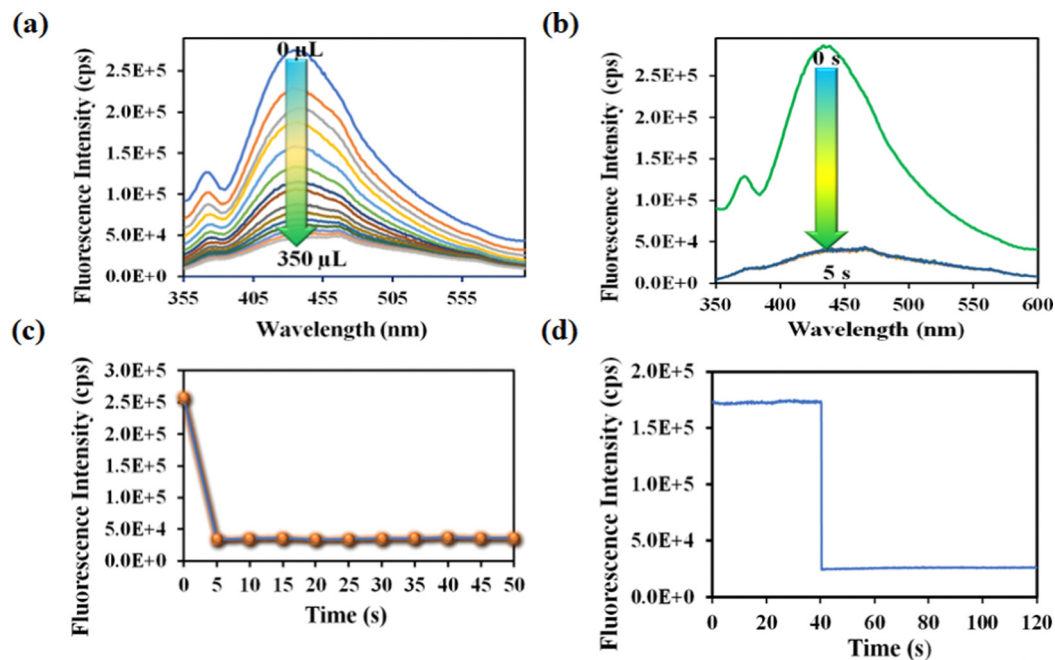 (a)
Fluorescence Intensity (cps)
2.5E+5
2.0E+5
1.5E+5
1.0E+5
5.0E+4
0.0E+0
0 µL
350 µL
355 405 455 505 555
Wavelength (nm)
(b)
Fluorescence Intensity (cps)
2.5E+5
2.0E+5
1.5E+5
1.0E+5
5.0E+4
0.0E+0
0 s
5 s
350 400 450 500 550 600
Wavelength (nm)
(c)
Fluorescence Intensity (cps)
3.0E+5
2.5E+5
2.0E+5
1.5E+5
1.0E+5
5.0E+4
0.0E+0
0 5 10 15 20 25 30 35 40 45 50
Time (s)
(d)
Fluorescence Intensity (cps)
2.0E+5
1.5E+5
1.0E+5
5.0E+4
0.0E+0
0 20 40 60 80 100 120
Time (s)